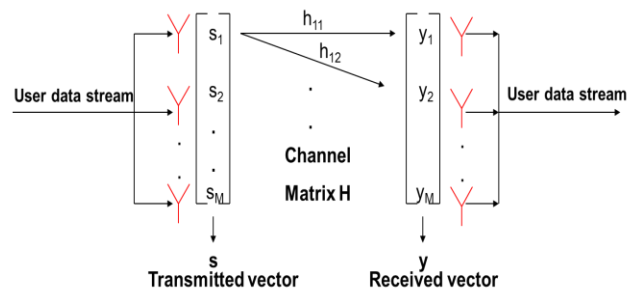 h11
s1 y1
h12
User data stream s2 . y2 User data stream
. . .
Channel
. . . .
Matrix H
sM yM
s y
Transmitted vector Received vector